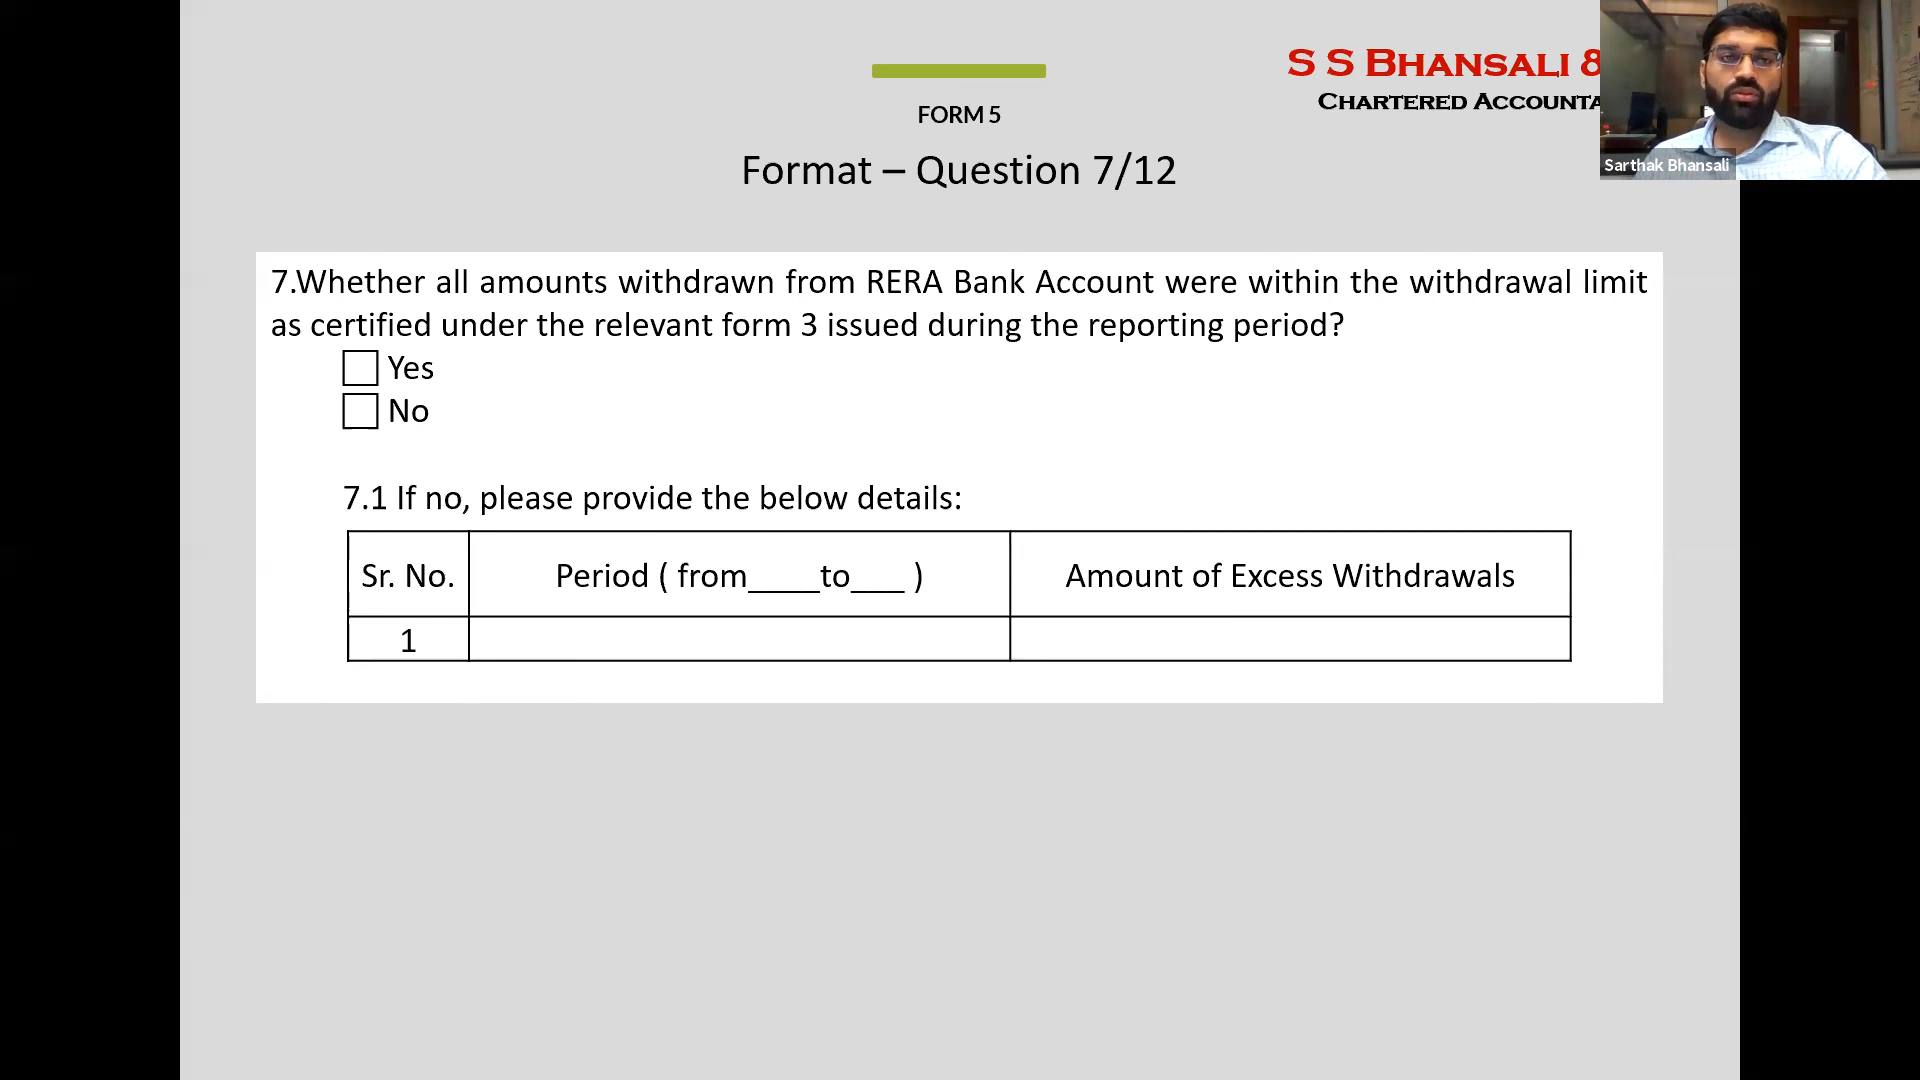 S S BHANSALI &
CHARTERED ACCOUNTA
Sarthak Bhansali
FORM 5
Format – Question 7/12
7.Whether all amounts withdrawn from RERA Bank Account were within the withdrawal limit
as certified under the relevant form 3 issued during the reporting period?
Yes
No
7.1 If no, please provide the below details:
Sr. No. Period ( from____to___ ) Amount of Excess Withdrawals
1